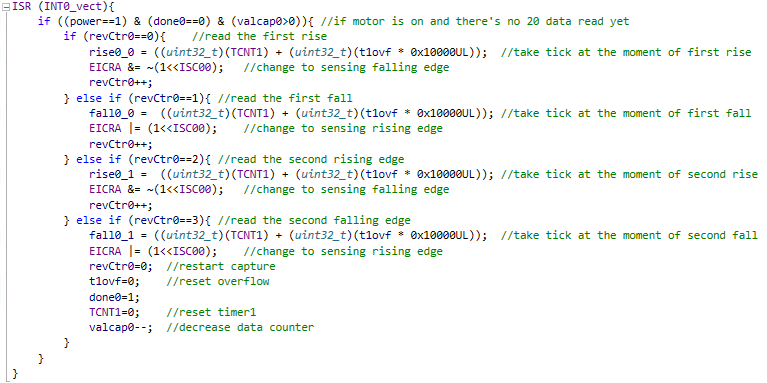 ISR (INT0_vect){
    if ((power==1) & (done0==0) & (valcap0>0)){ //if motor is on and there's no 20 data read yet
        if (revCtr0==0){    //read the first rise
            rise0_0 = ((uint32_t)(TCNT1) + (uint32_t)(t1ovf * 0x10000UL));  //take tick at the moment of first rise
            EICRA &= ~(1<<ISC00);   //change to sensing falling edge
            revCtr0++;
        } else if (revCtr0==1){ //read the first fall
            fall0_0 =  ((uint32_t)(TCNT1) + (uint32_t)(t1ovf * 0x10000UL)); //take tick at the moment of first fall
            EICRA |= (1<<ISC00);    //change to sensing rising edge
            revCtr0++;
        } else if (revCtr0==2){ //read the second rising edge
            rise0_1 =  ((uint32_t)(TCNT1) + (uint32_t)(t1ovf * 0x10000UL)); //take tick at the moment of second rise
            EICRA &= ~(1<<ISC00);   //change to sensing falling edge
            revCtr0++;
        } else if (revCtr0==3){ //read the second falling edge
            fall0_1 = ((uint32_t)(TCNT1) + (uint32_t)(t1ovf * 0x10000UL));  //take tick at the moment of second fall
            EICRA |= (1<<ISC00);    //change to sensing rising edge
            revCtr0=0;  //restart capture
            t1ovf=0;    //reset overflow
            done0=1;
            TCNT1=0;    //reset timer1
            valcap0--;  //decrease data counter
        }
    }
}